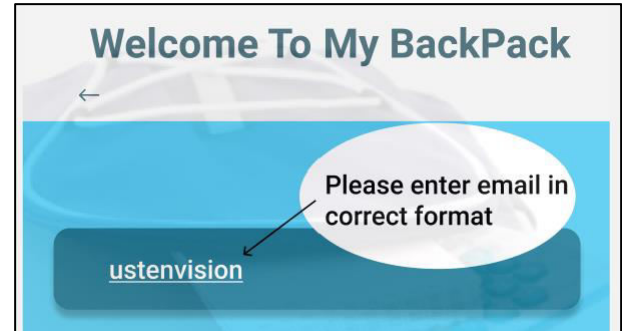 Welcome To My BackPack
←
Please enter email in
correct format
ustenvision